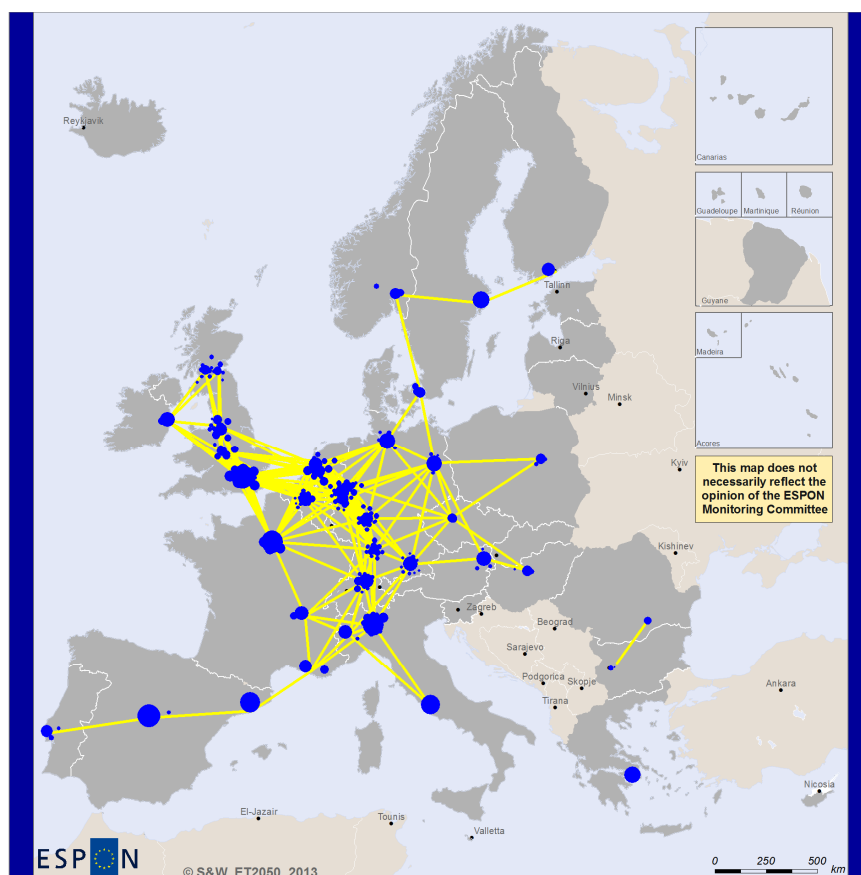 Reykjavik
Canarias
Guadeloupe
Martinique
Réunion
Guyane
Madeira
Acores
This map does not
necessarily reflect the
opinion of the ESPON
Monitoring Committee
Tallinn
Riga
Vilnius
Minsk
Kyiv
Kishinev
Zagreb
Beograd
Sarajevo
Podgorica
Skopje
Tirana
Ankara
Nicosia
El-Jazair
Tounis
Valletta
ESPON
© S&W, ET2050, 2013
0 250 500
km